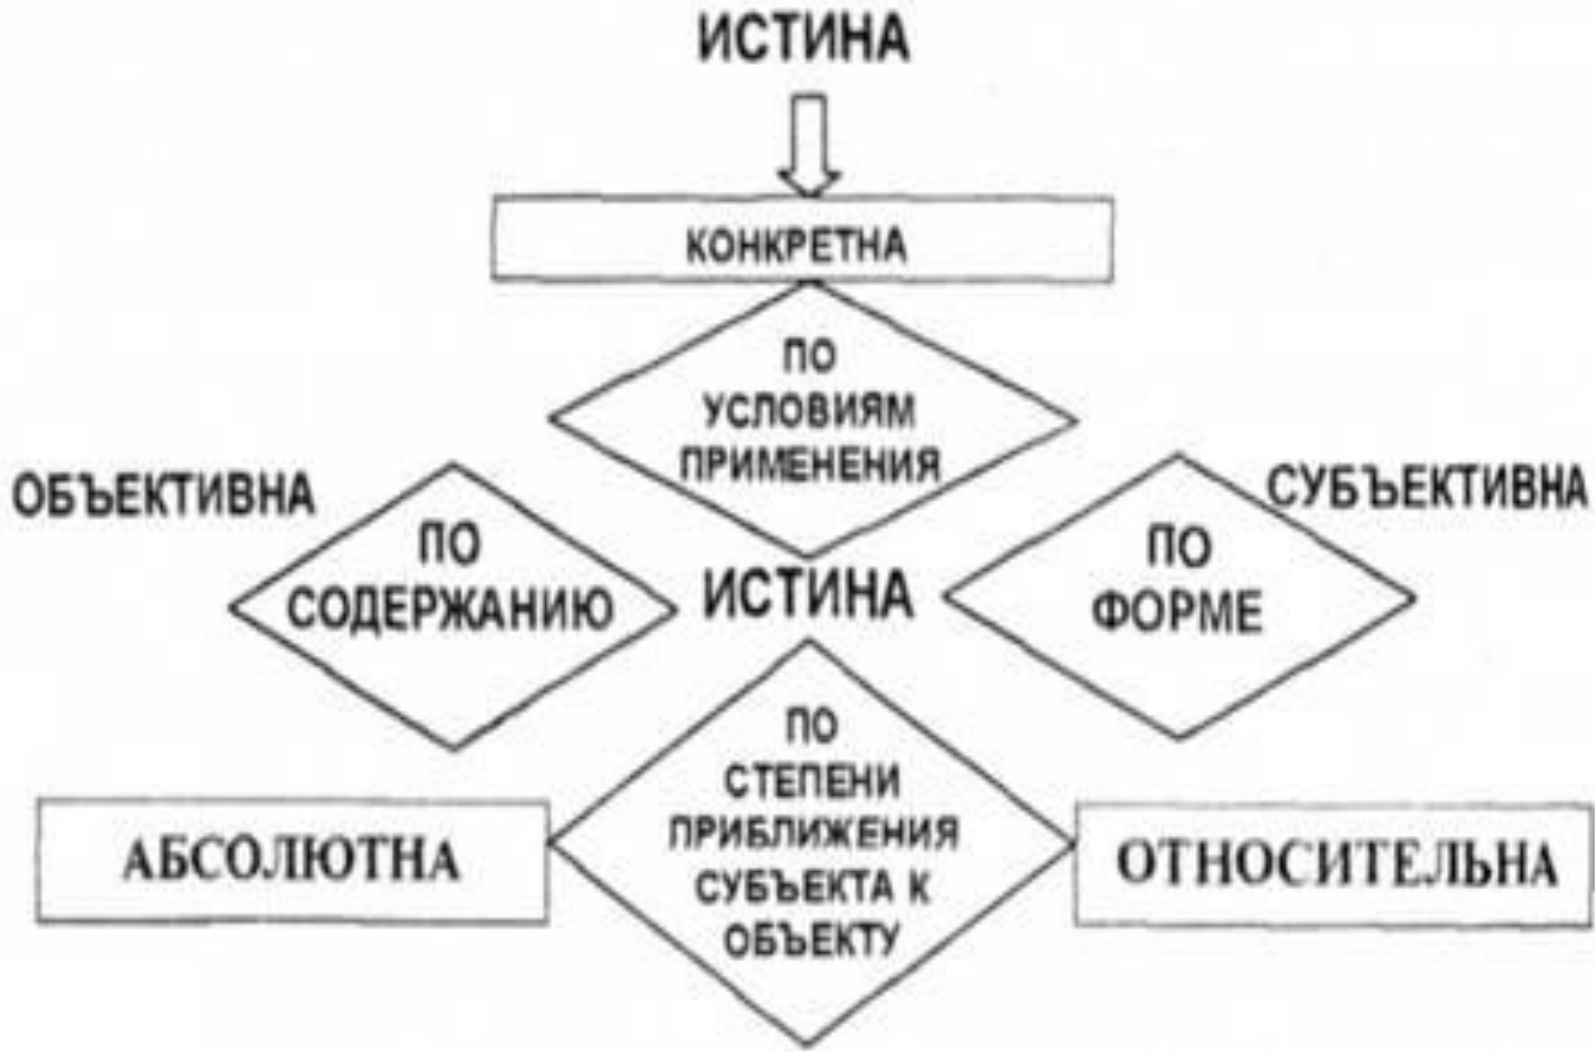 ИСТИНА
КОНКРЕТНА
ПО
УСЛОВИЯМ
ПРИМЕНЕНИЯ
ОБЪЕКТИВНА
ПО
СОДЕРЖАНИЮ
ИСТИНА
СУБЪЕКТИВНА
ПО
ФОРМЕ
ПО
СТЕПЕНИ
ПРИБЛИЖЕНИЯ
СУБЪЕКТА К
ОБЪЕКТУ
АБСОЛЮТНА
ОТНОСИТЕЛЬНА